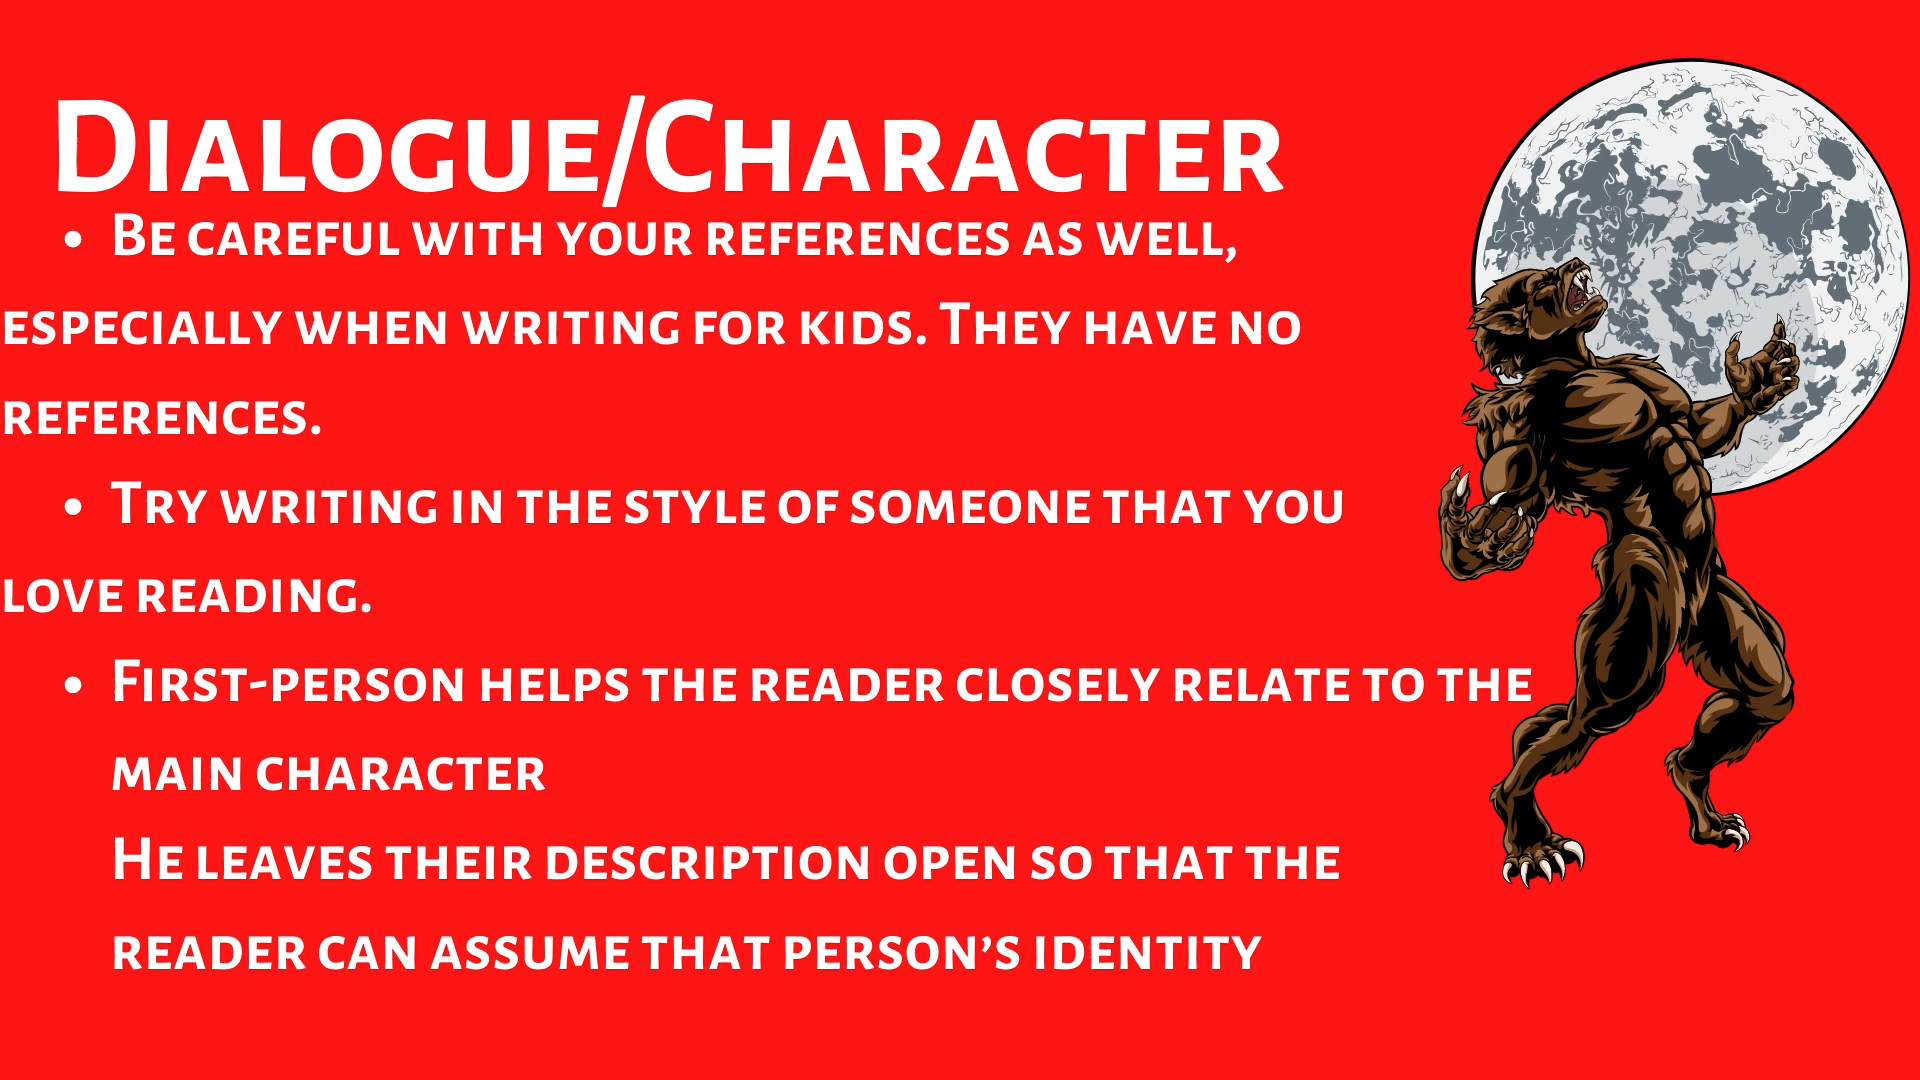 Dialogue/Character
• Be careful with your references as well,
especially when writing for kids. They have no
references.
• Try writing in the style of someone that you
love reading.
• First-person helps the reader closely relate to the
main character
He leaves their description open so that the
reader can assume that person’s identity